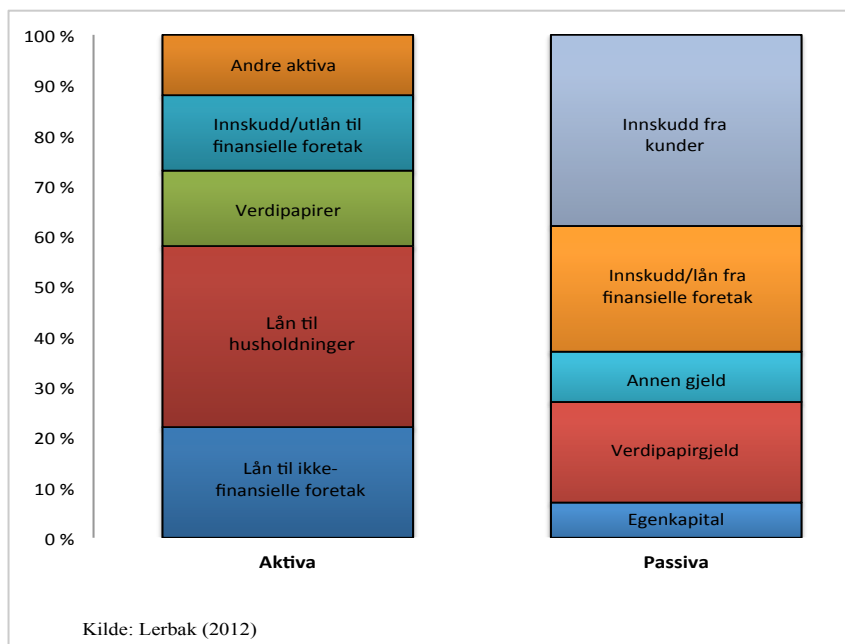 100 %
90 %
80 %
70 %
60 %
50 %
40 %
30 %
20 %
10 %
0 %
Andre aktiva
Innskudd/utlån til
finansielle foretak
Verdipapirer
Lån til
husholdninger
Lån til ikke-
finansielle foretak
Aktiva
Innskudd fra
kunder
Innskudd/lån fra
finansielle foretak
Annen gjeld
Verdipapirgjeld
Egenkapital
Passiva
Kilde: Lerbak (2012)